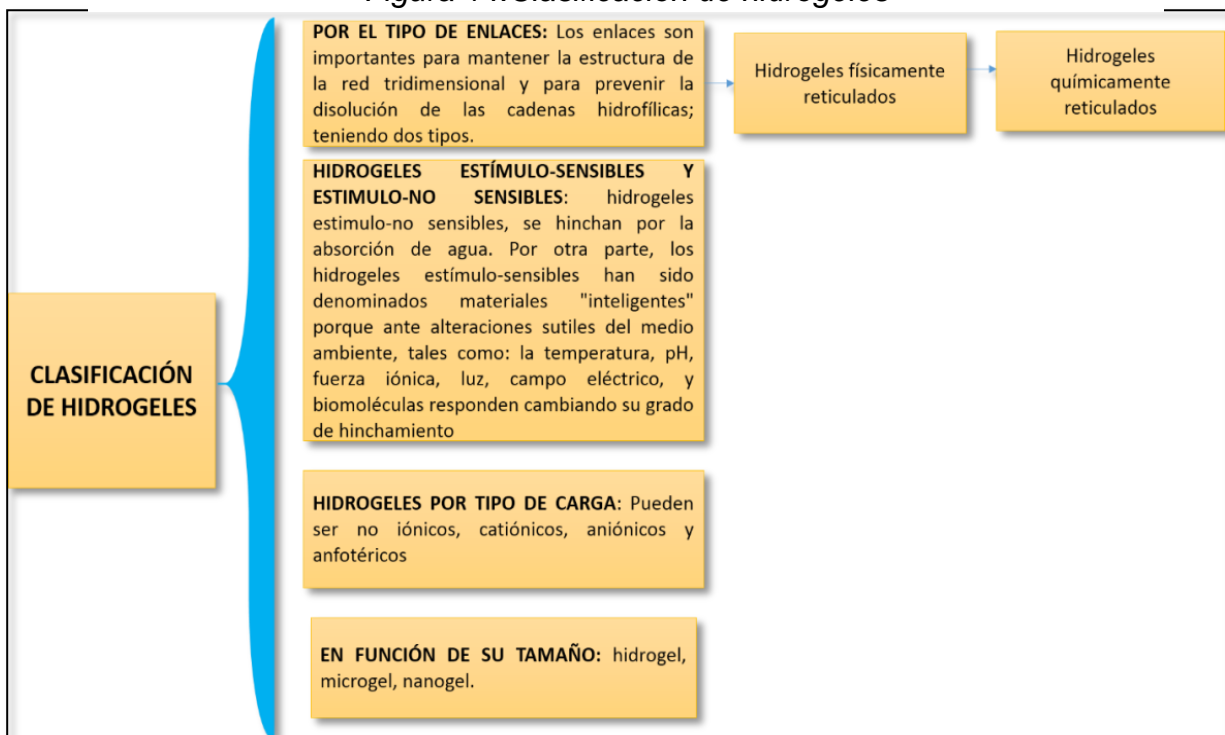 Figura 14.Clasificación de hidrogeles
CLASIFICACIÓN
DE HIDROGELES
POR EL TIPO DE ENLACES: Los enlaces son
importantes para mantener la estructura de
la red tridimensional y para prevenir la
disolución de las cadenas hidrofílicas;
teniendo dos tipos.
Hidrogeles físicamente
reticulados
Hidrogeles
químicamente
reticulados
HIDROGELES ESTÍMULO-SENSIBLES Y
ESTIMULO-NO SENSIBLES: hidrogeles
estimulo-no sensibles, se hinchan por la
absorción de agua. Por otra parte, los
hidrogeles estímulo-sensibles han sido
denominados materiales "inteligentes"
porque ante alteraciones sutiles del medio
ambiente, tales como: la temperatura, pH,
fuerza iónica, luz, campo eléctrico, y
biomoléculas responden cambiando su grado
de hinchamiento
HIDROGELES POR TIPO DE CARGA: Pueden
ser no iónicos, catiónicos, aniónicos y
anfotéricos
EN FUNCIÓN DE SU TAMAÑO: hidrogel,
microgel, nanogel.